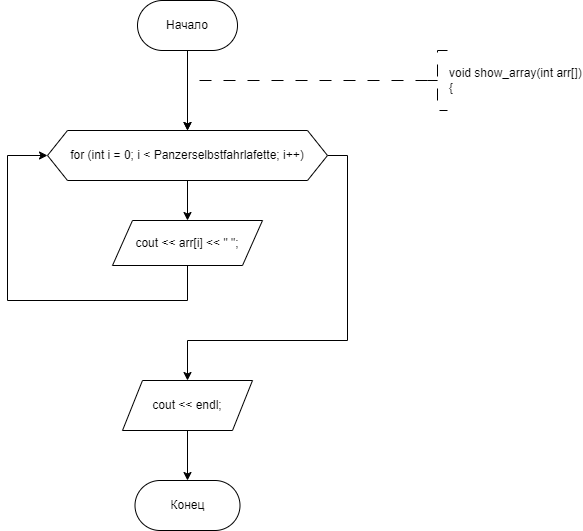 Начало
void show_array(int arr[])
{
for (int i = 0; i < Panzerselbstfahrlafette; i++)
cout << arr[i] << " ";
cout << endl;
Конец